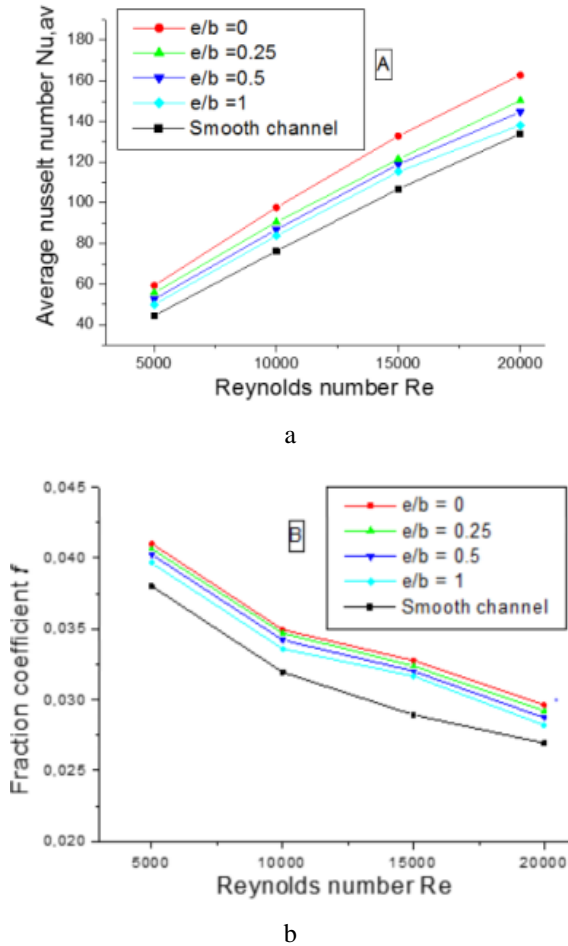 e/b =0
e/b =0.25
e/b =0.5
e/b =1
Smooth channel
A
Average nusselt number Nu,av
180
160
140
120
100
80
60
40
5000
10000
15000
20000
Reynolds number Re
a
0,045
0,040
0,035
0,030
0,025
0,020
Fraction coefficient f
B
e/b = 0
e/b = 0.25
e/b = 0.5
e/b = 1
Smooth channel
5000
10000
15000
20000
Reynolds number Re
b